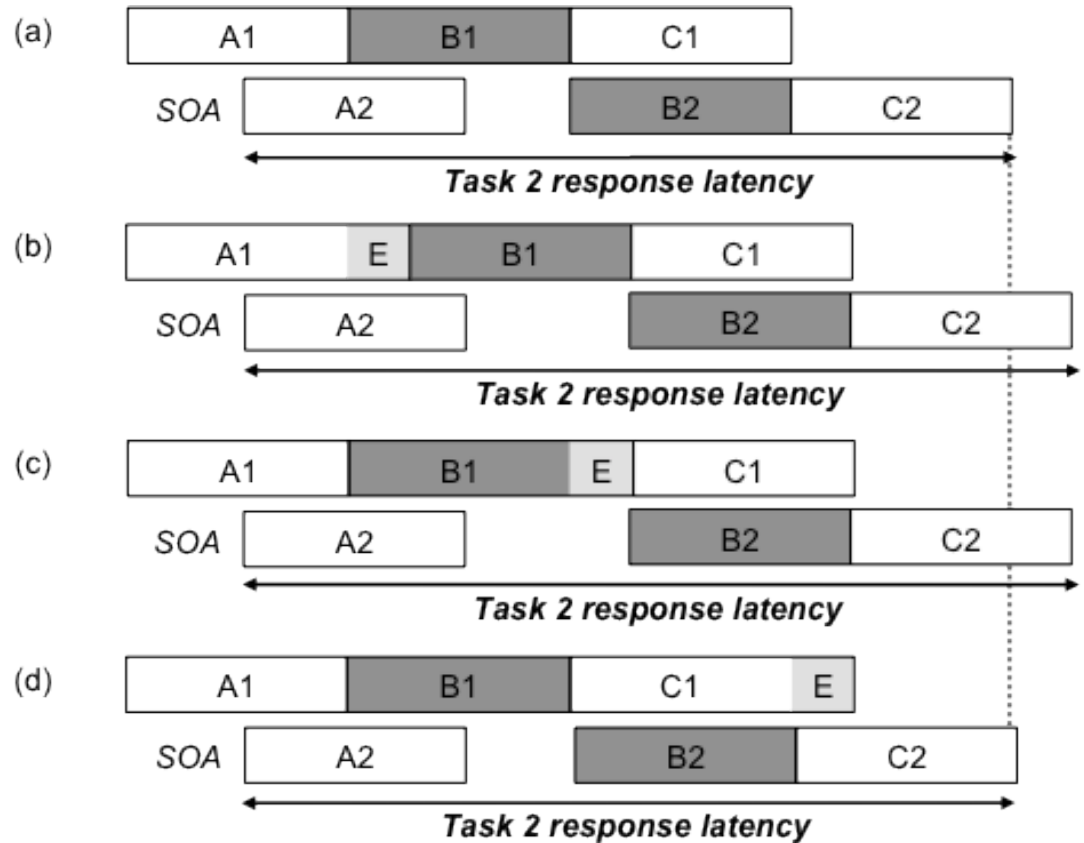 (a) A1 B1 C1
SOA A2 B2 C2
Task 2 response latency
(b) A1 E B1 C1
SOA A2 B2 C2
Task 2 response latency
(c) A1 B1 E C1
SOA A2 B2 C2
Task 2 response latency
(d) A1 B1 C1 E
SOA A2 B2 C2
Task 2 response latency